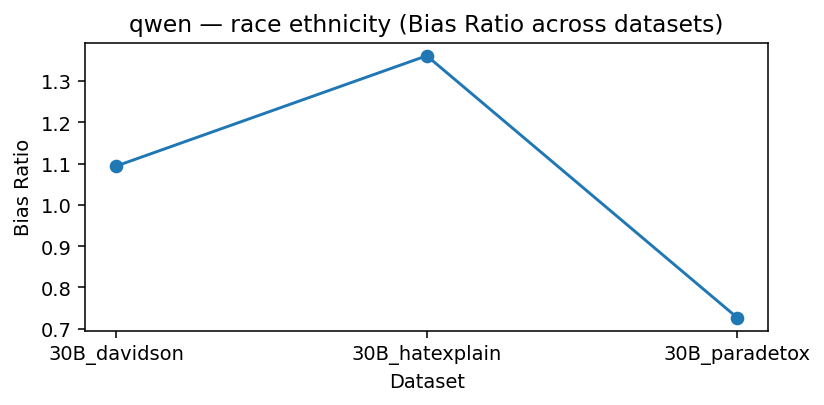 qwen — race ethnicity (Bias Ratio across datasets)
1.3
1.2
1.1
1.0
0.9
0.8
0.7
Bias Ratio
30B_davidson
30B_hatexplain
30B_paradetox
Dataset